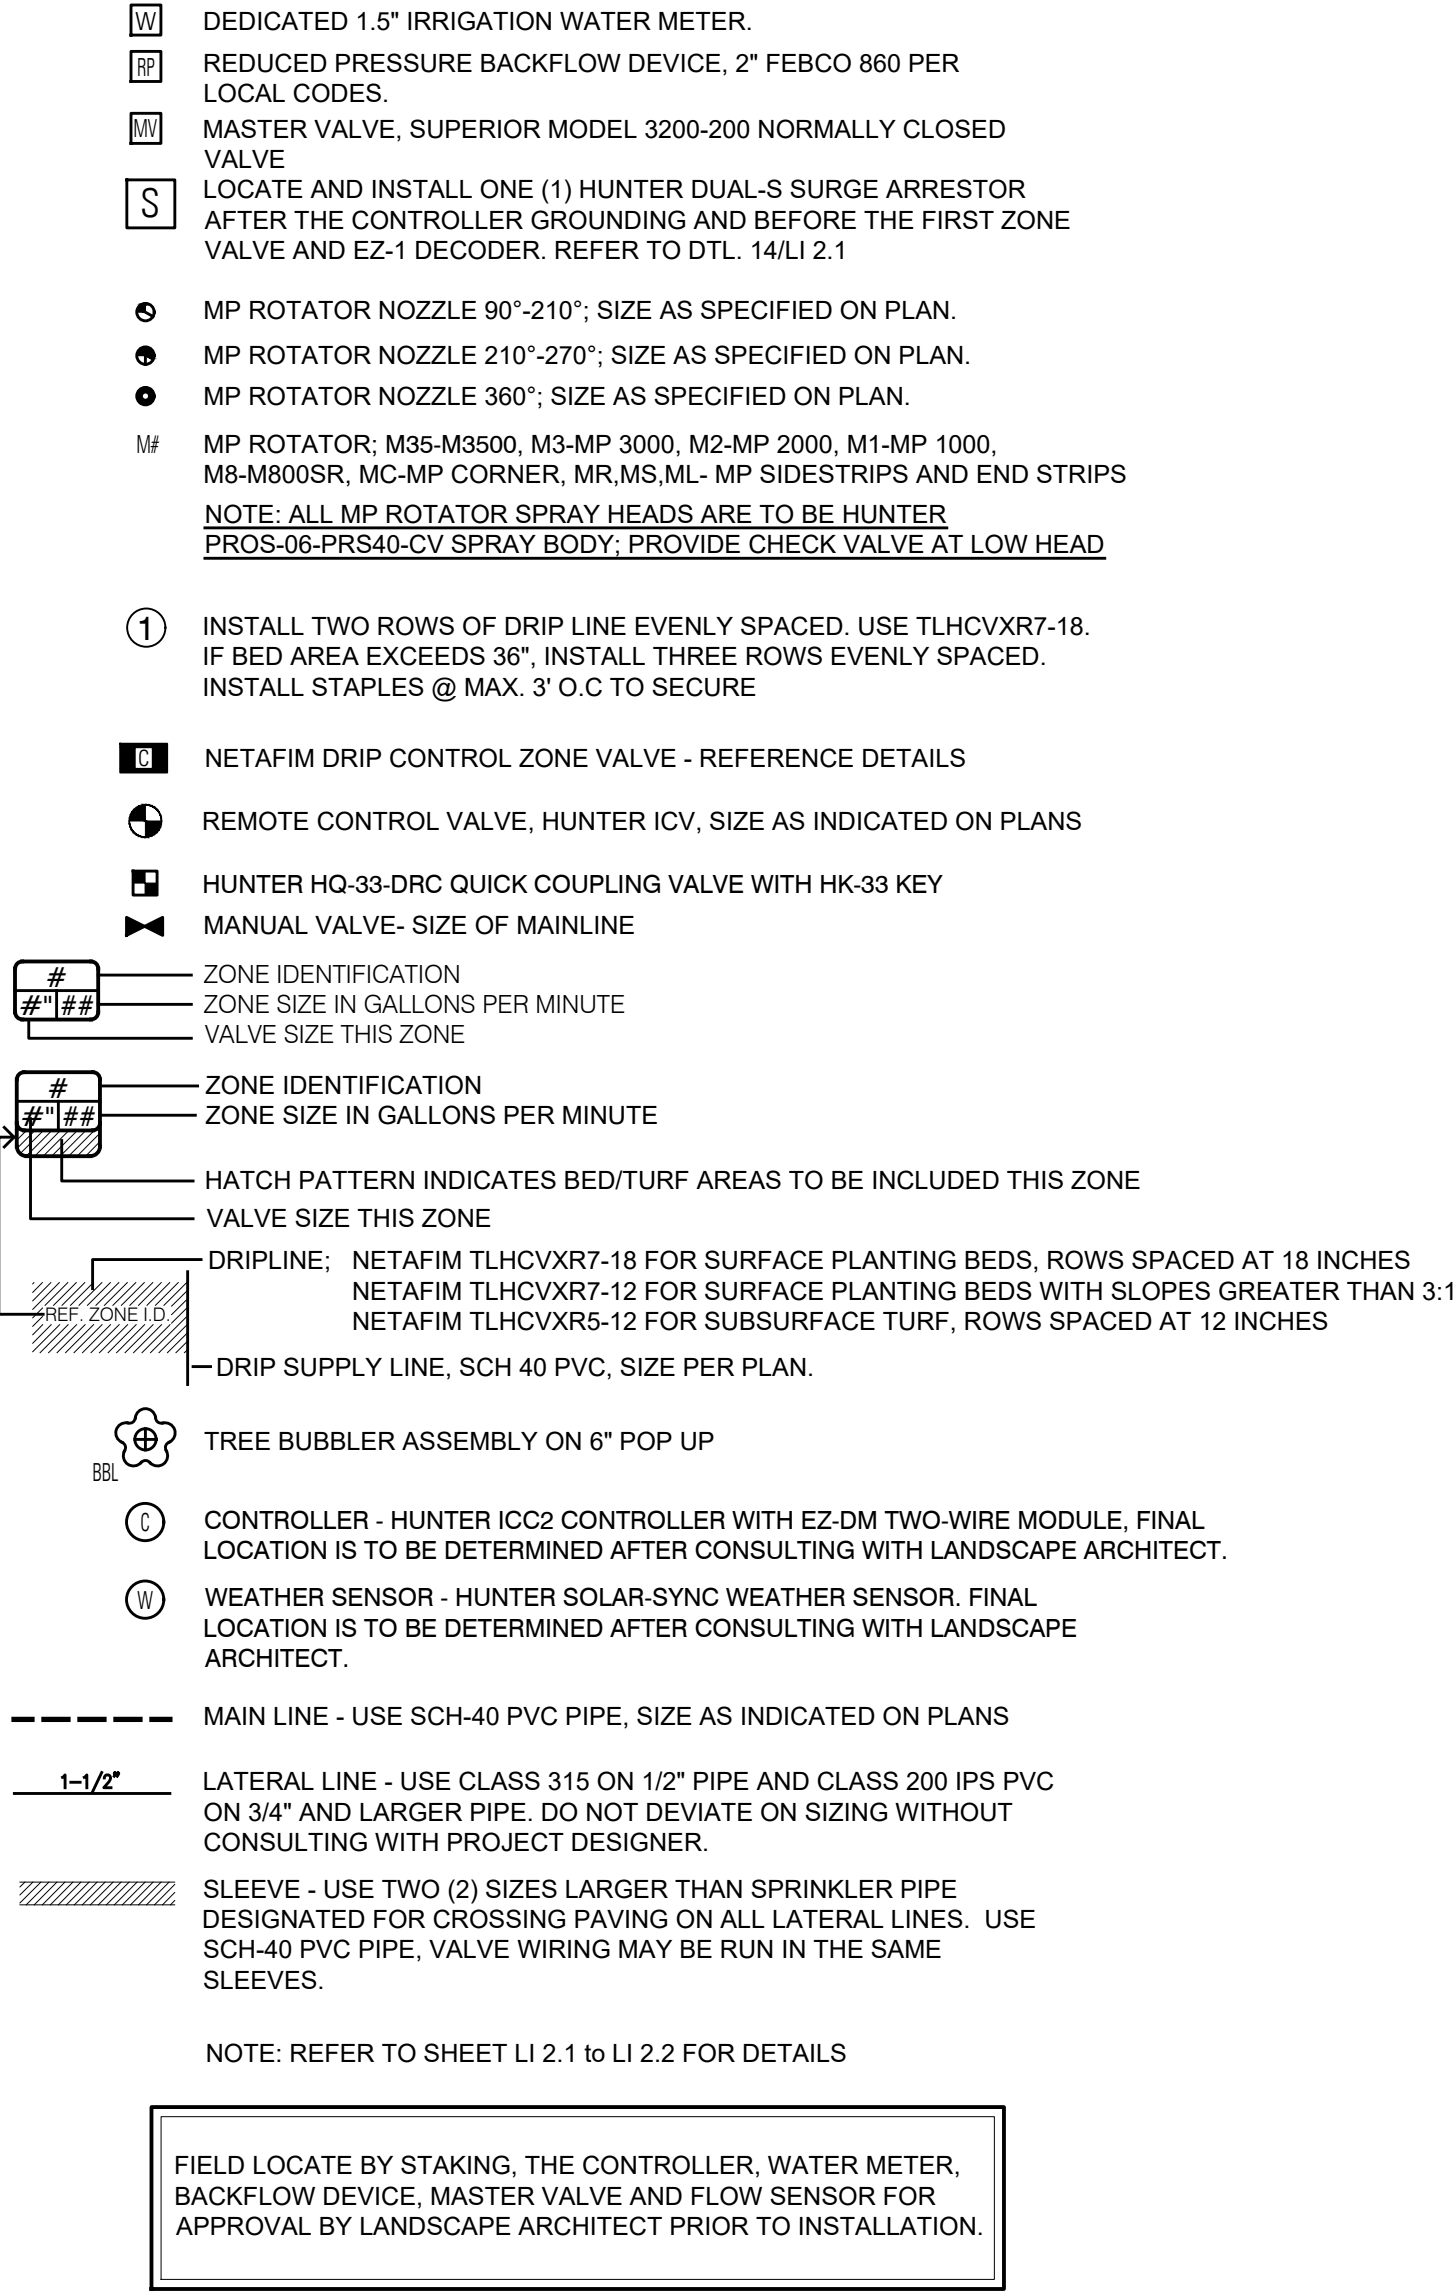 W DEDICATED 1.5" IRRIGATION WATER METER.
RP REDUCED PRESSURE BACKFLOW DEVICE, 2" FEBCO 860 PER
LOCAL CODES.
MV MASTER VALVE, SUPERIOR MODEL 3200-200 NORMALLY CLOSED
VALVE
S LOCATE AND INSTALL ONE (1) HUNTER DUAL-S SURGE ARRESTOR
AFTER THE CONTROLLER GROUNDING AND BEFORE THE FIRST ZONE
VALVE AND EZ-1 DECODER. REFER TO DTL. 14/LI 2.1
MP ROTATOR NOZZLE 90°-210°; SIZE AS SPECIFIED ON PLAN.
MP ROTATOR NOZZLE 210°-270°; SIZE AS SPECIFIED ON PLAN.
MP ROTATOR NOZZLE 360°; SIZE AS SPECIFIED ON PLAN.
M# MP ROTATOR; M35-M3500, M3-MP 3000, M2-MP 2000, M1-MP 1000,
M8-M800SR, MC-MP CORNER, MR,MS,ML- MP SIDESTRIPS AND END STRIPS
NOTE: ALL MP ROTATOR SPRAY HEADS ARE TO BE HUNTER
PROS-06-PRS40-CV SPRAY BODY; PROVIDE CHECK VALVE AT LOW HEAD
1 INSTALL TWO ROWS OF DRIP LINE EVENLY SPACED. USE TLHCVXR7-18.
IF BED AREA EXCEEDS 36", INSTALL THREE ROWS EVENLY SPACED.
INSTALL STAPLES @ MAX. 3' O.C TO SECURE
C NETAFIM DRIP CONTROL ZONE VALVE - REFERENCE DETAILS
REMOTE CONTROL VALVE, HUNTER ICV, SIZE AS INDICATED ON PLANS
HUNTER HQ-33-DRC QUICK COUPLING VALVE WITH HK-33 KEY
MANUAL VALVE- SIZE OF MAINLINE
# ZONE IDENTIFICATION
#" ## ZONE SIZE IN GALLONS PER MINUTE
VALVE SIZE THIS ZONE
# ZONE IDENTIFICATION
#" ## ZONE SIZE IN GALLONS PER MINUTE
HATCH PATTERN INDICATES BED/TURF AREAS TO BE INCLUDED THIS ZONE
VALVE SIZE THIS ZONE
DRIPLINE; NETAFIM TLHCVXR7-18 FOR SURFACE PLANTING BEDS, ROWS SPACED AT 18 INCHES
NETAFIM TLHCVXR7-12 FOR SURFACE PLANTING BEDS WITH SLOPES GREATER THAN 3:1
REF. ZONE I.D. NETAFIM TLHCVXR5-12 FOR SUBSURFACE TURF, ROWS SPACED AT 12 INCHES
DRIP SUPPLY LINE, SCH 40 PVC, SIZE PER PLAN.
TREE BUBBLER ASSEMBLY ON 6" POP UP
BBL
C CONTROLLER - HUNTER ICC2 CONTROLLER WITH EZ-DM TWO-WIRE MODULE, FINAL
LOCATION IS TO BE DETERMINED AFTER CONSULTING WITH LANDSCAPE ARCHITECT.
W WEATHER SENSOR - HUNTER SOLAR-SYNC WEATHER SENSOR. FINAL
LOCATION IS TO BE DETERMINED AFTER CONSULTING WITH LANDSCAPE
ARCHITECT.
MAIN LINE - USE SCH-40 PVC PIPE, SIZE AS INDICATED ON PLANS
1-1/2" LATERAL LINE - USE CLASS 315 ON 1/2" PIPE AND CLASS 200 IPS PVC
ON 3/4" AND LARGER PIPE. DO NOT DEVIATE ON SIZING WITHOUT
CONSULTING WITH PROJECT DESIGNER.
SLEEVE - USE TWO (2) SIZES LARGER THAN SPRINKLER PIPE
DESIGNATED FOR CROSSING PAVING ON ALL LATERAL LINES. USE
SCH-40 PVC PIPE, VALVE WIRING MAY BE RUN IN THE SAME
SLEEVES.
NOTE: REFER TO SHEET LI 2.1 to LI 2.2 FOR DETAILS
FIELD LOCATE BY STAKING, THE CONTROLLER, WATER METER,
BACKFLOW DEVICE, MASTER VALVE AND FLOW SENSOR FOR
APPROVAL BY LANDSCAPE ARCHITECT PRIOR TO INSTALLATION.